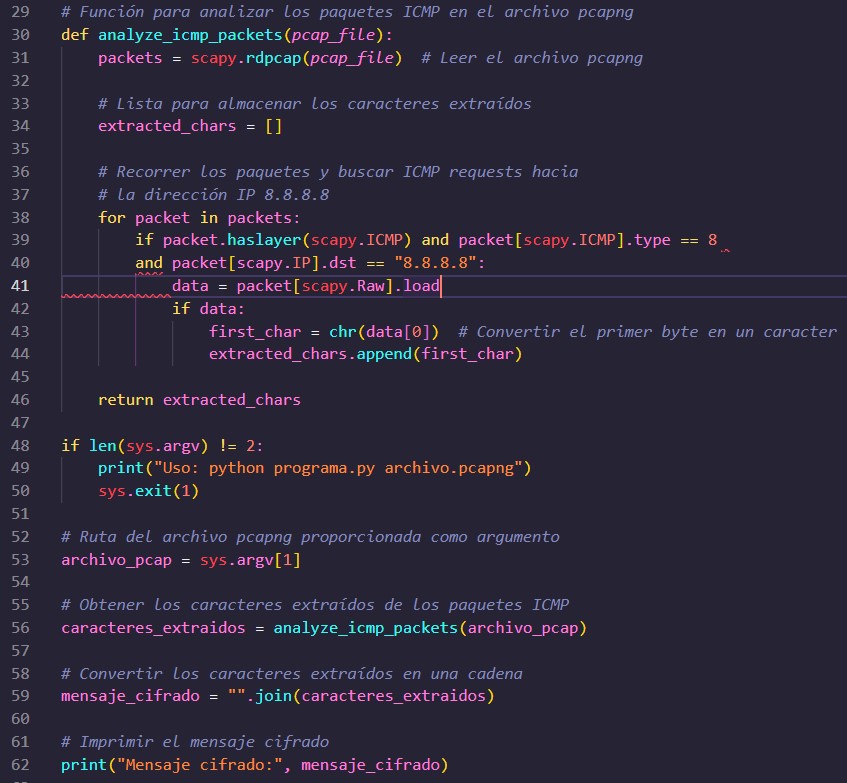 29 # Función para analizar los paquetes ICMP en el archivo pcapng
30 def analyze_icmp_packets(pcap_file):
31     packets = scapy.rdpcap(pcap_file)  # Leer el archivo pcapng
32
33     # Lista para almacenar los caracteres extraídos
34     extracted_chars = []
35
36     # Recorrer los paquetes y buscar ICMP requests hacia
37     # la dirección IP 8.8.8.8
38     for packet in packets:
39         if packet.haslayer(scapy.ICMP) and packet[scapy.ICMP].type == 8
40         and packet[scapy.IP].dst == "8.8.8.8":
41             data = packet[scapy.Raw].load
42             if data:
43                 first_char = chr(data[0])  # Convertir el primer byte en un caracter
44                 extracted_chars.append(first_char)
45
46     return extracted_chars
47
48 if len(sys.argv) != 2:
49     print("Uso: python programa.py archivo.pcapng")
50     sys.exit(1)
51
52 # Ruta del archivo pcapng proporcionada como argumento
53 archivo_pcap = sys.argv[1]
54
55 # Obtener los caracteres extraídos de los paquetes ICMP
56 caracteres_extraidos = analyze_icmp_packets(archivo_pcap)
57
58 # Convertir los caracteres extraídos en una cadena
59 mensaje_cifrado = "".join(caracteres_extraidos)
60
61 # Imprimir el mensaje cifrado
62 print("Mensaje cifrado:", mensaje_cifrado)